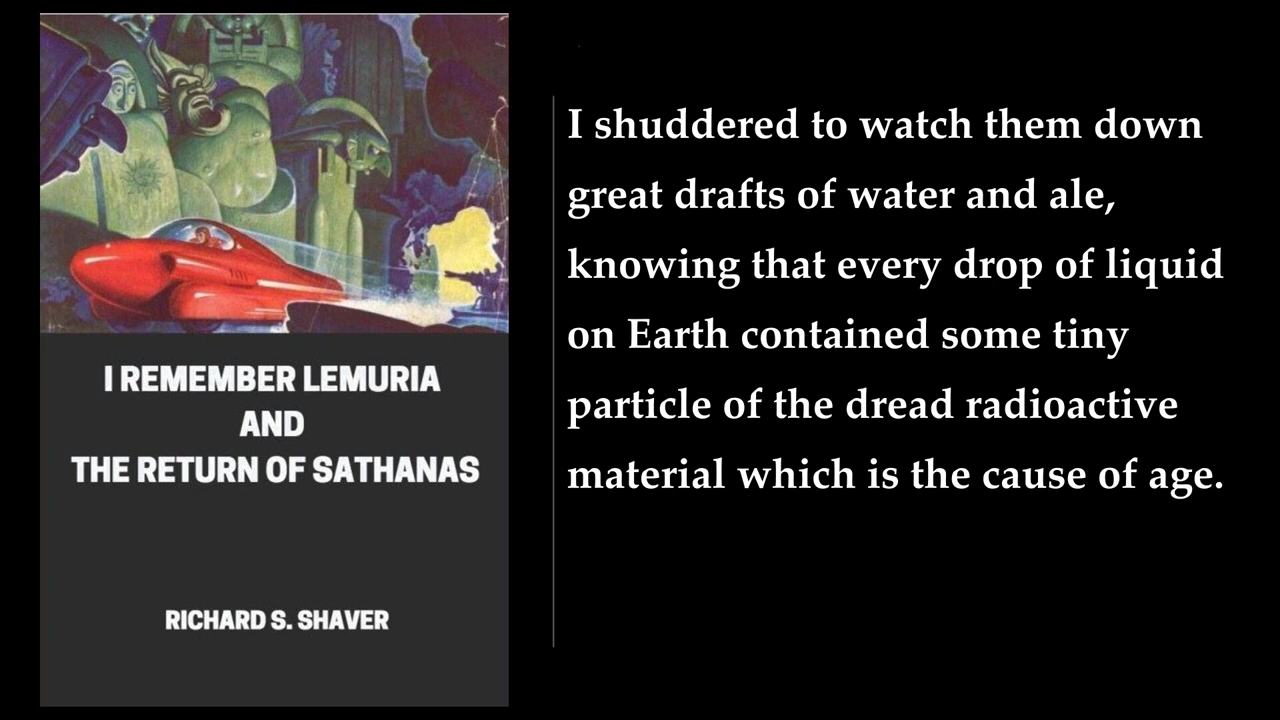 I REMEMBER LEMURIA
AND
THE RETURN OF SATHANAS
RICHARD S. SHAVER
I shuddered to watch them down
great drafts of water and ale,
knowing that every drop of liquid
on Earth contained some tiny
particle of the dread radioactive
material which is the cause of age.